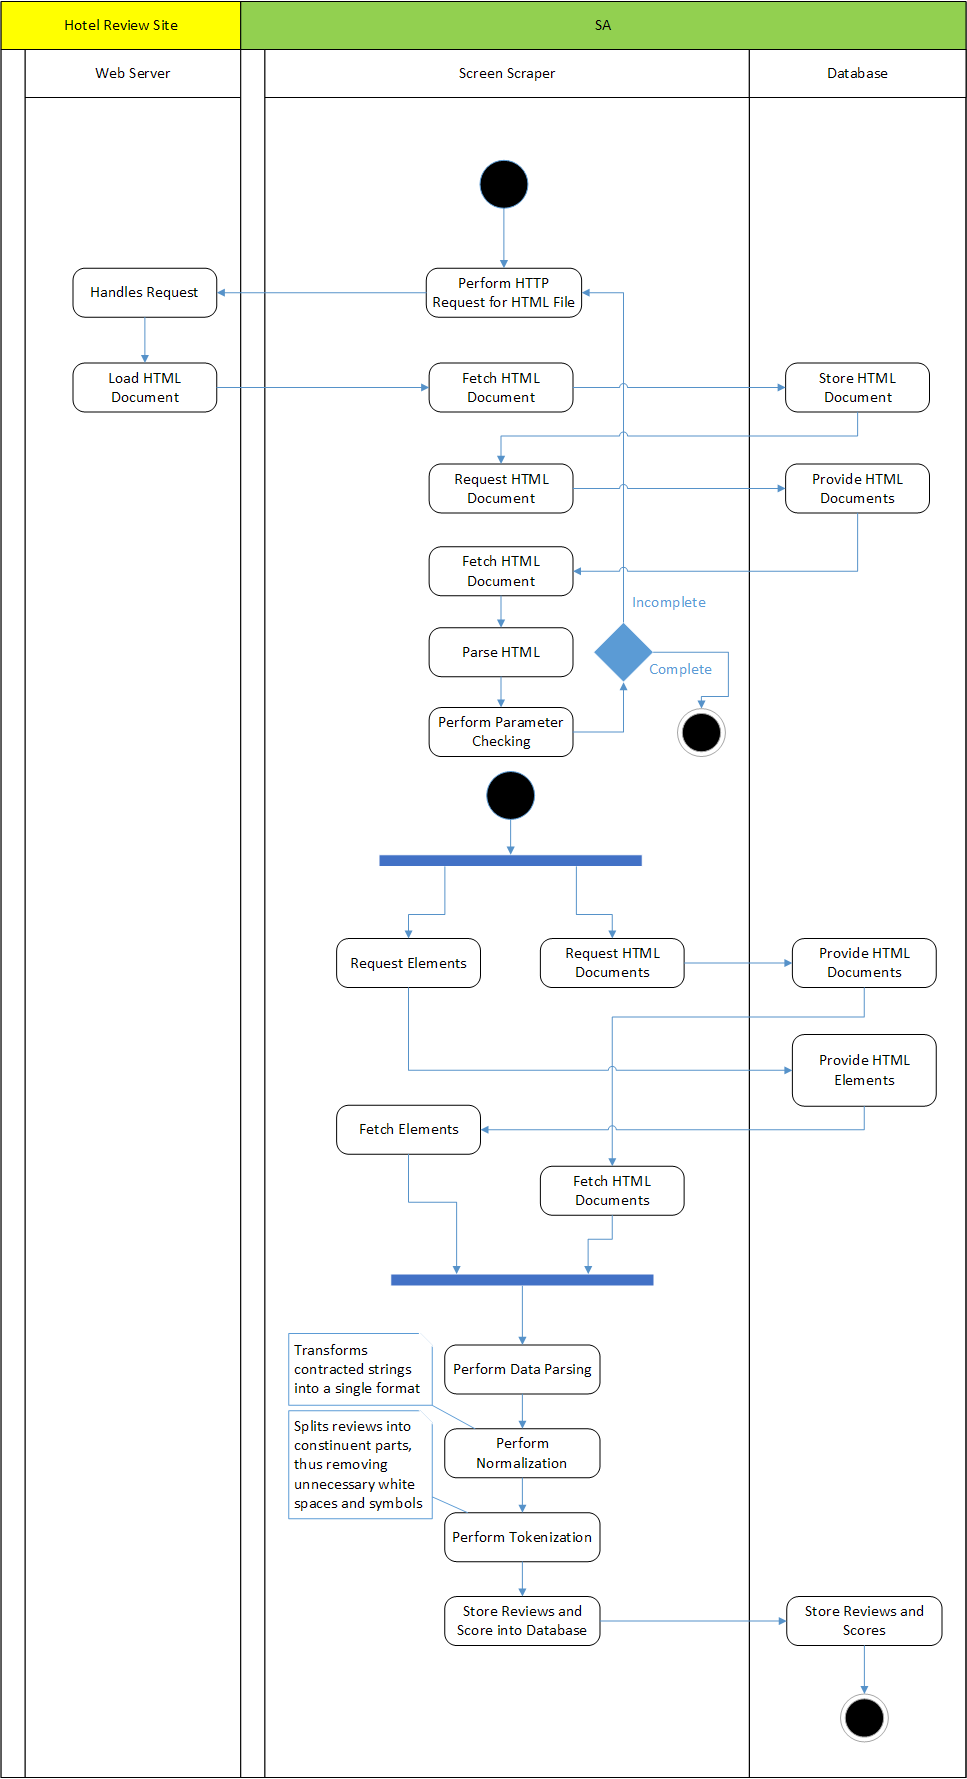 Hotel Review Site
SA
Web Server
Screen Scraper
Database
Handles Request
Perform HTTP
Request for HTML File
Load HTML
Document
Fetch HTML
Document
Store HTML
Document
Request HTML
Document
Provide HTML
Documents
Fetch HTML
Document
Incomplete
Parse HTML
Complete
Perform Parameter
Checking
Request Elements
Request HTML
Documents
Provide HTML
Documents
Provide HTML
Elements
Fetch Elements
Fetch HTML
Documents
Transforms
contracted strings
into a single format
Perform Data Parsing
Splits reviews into
constinuent parts,
thus removing
unnecessary white
spaces and symbols
Perform
Normalization
Perform Tokenization
Store Reviews and
Score into Database
Store Reviews and
Scores